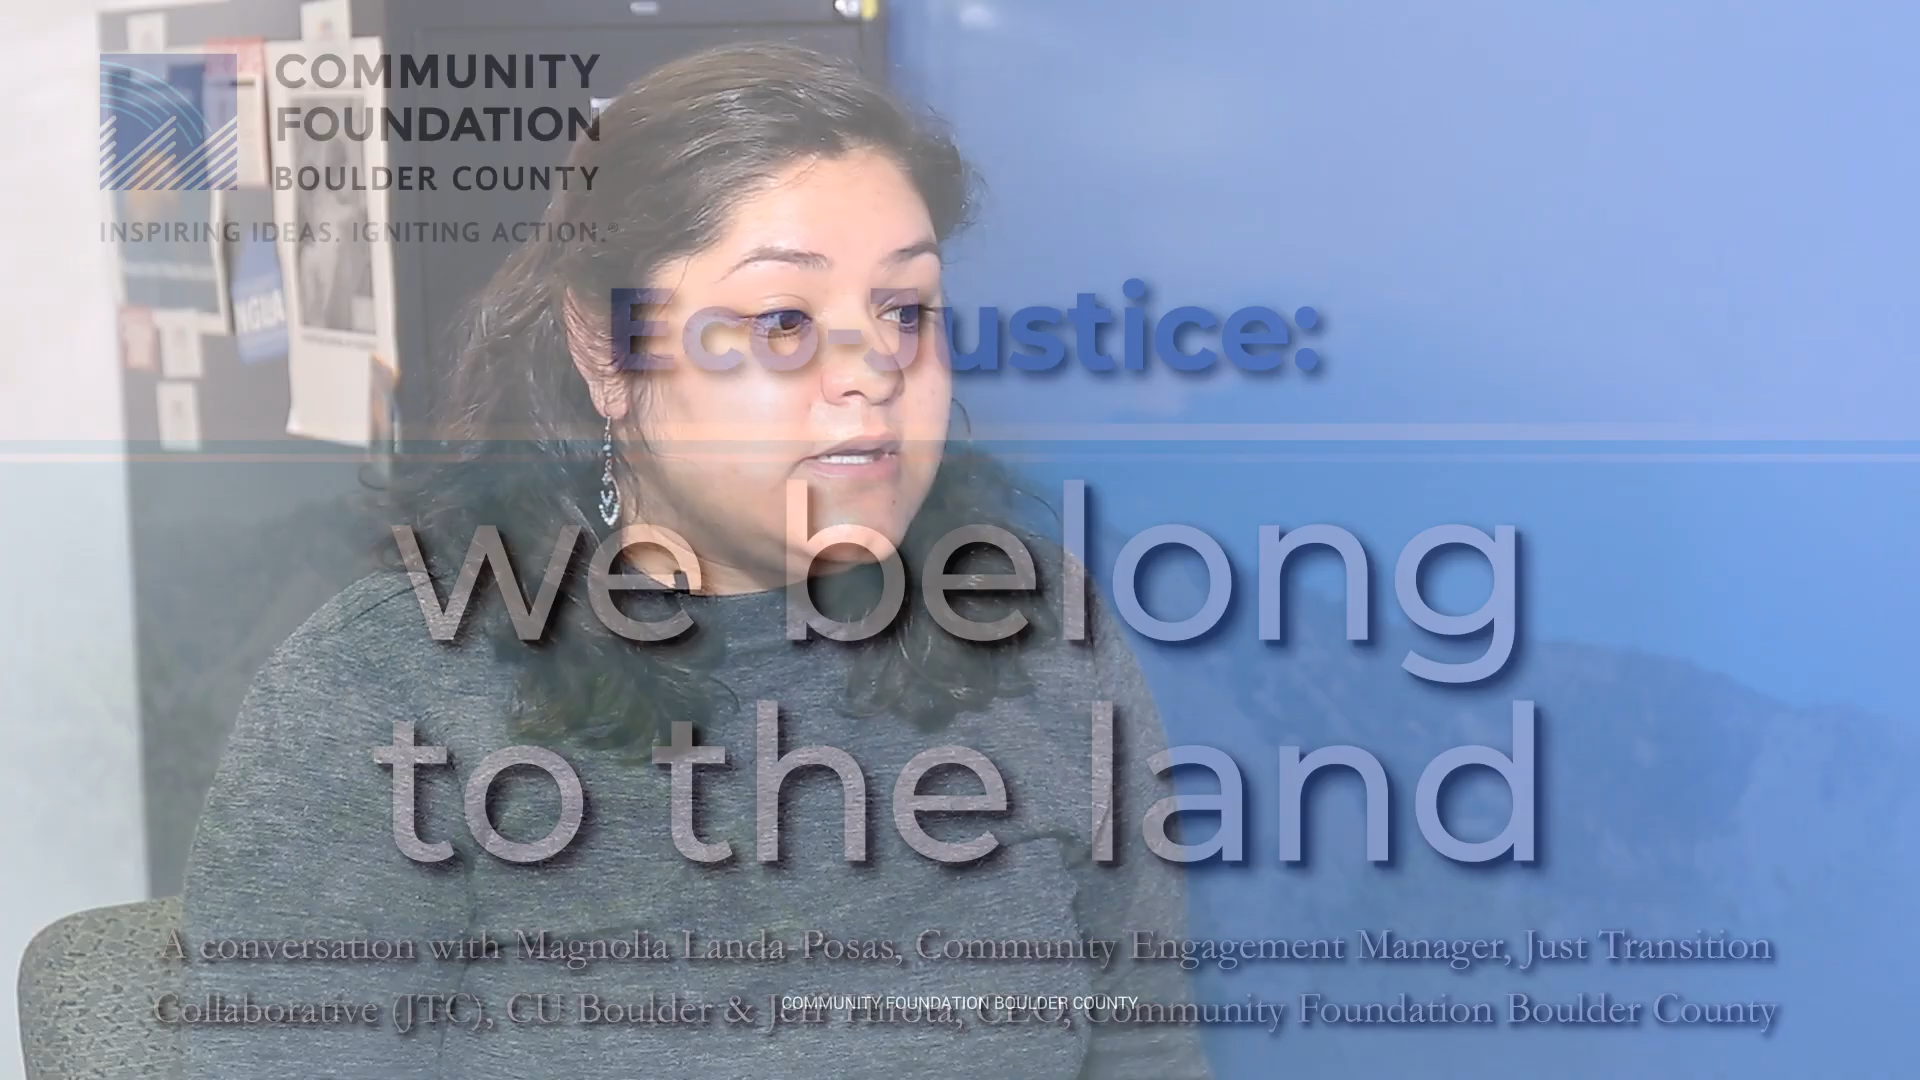 COMMUNITY
FOUNDATION
BOULDER COUNTY
INSPIRING IDEAS. IGNITING ACTION.®
Eco-Justice:
we belong
to the land
A conversation with Magnolia Landa-Posas, Community Engagement Manager, Just Transition
Collaborative (JTC), CU Boulder & Jeff Hirota, CEO, Community Foundation Boulder County
COMMUNITY FOUNDATION BOULDER COUNTY